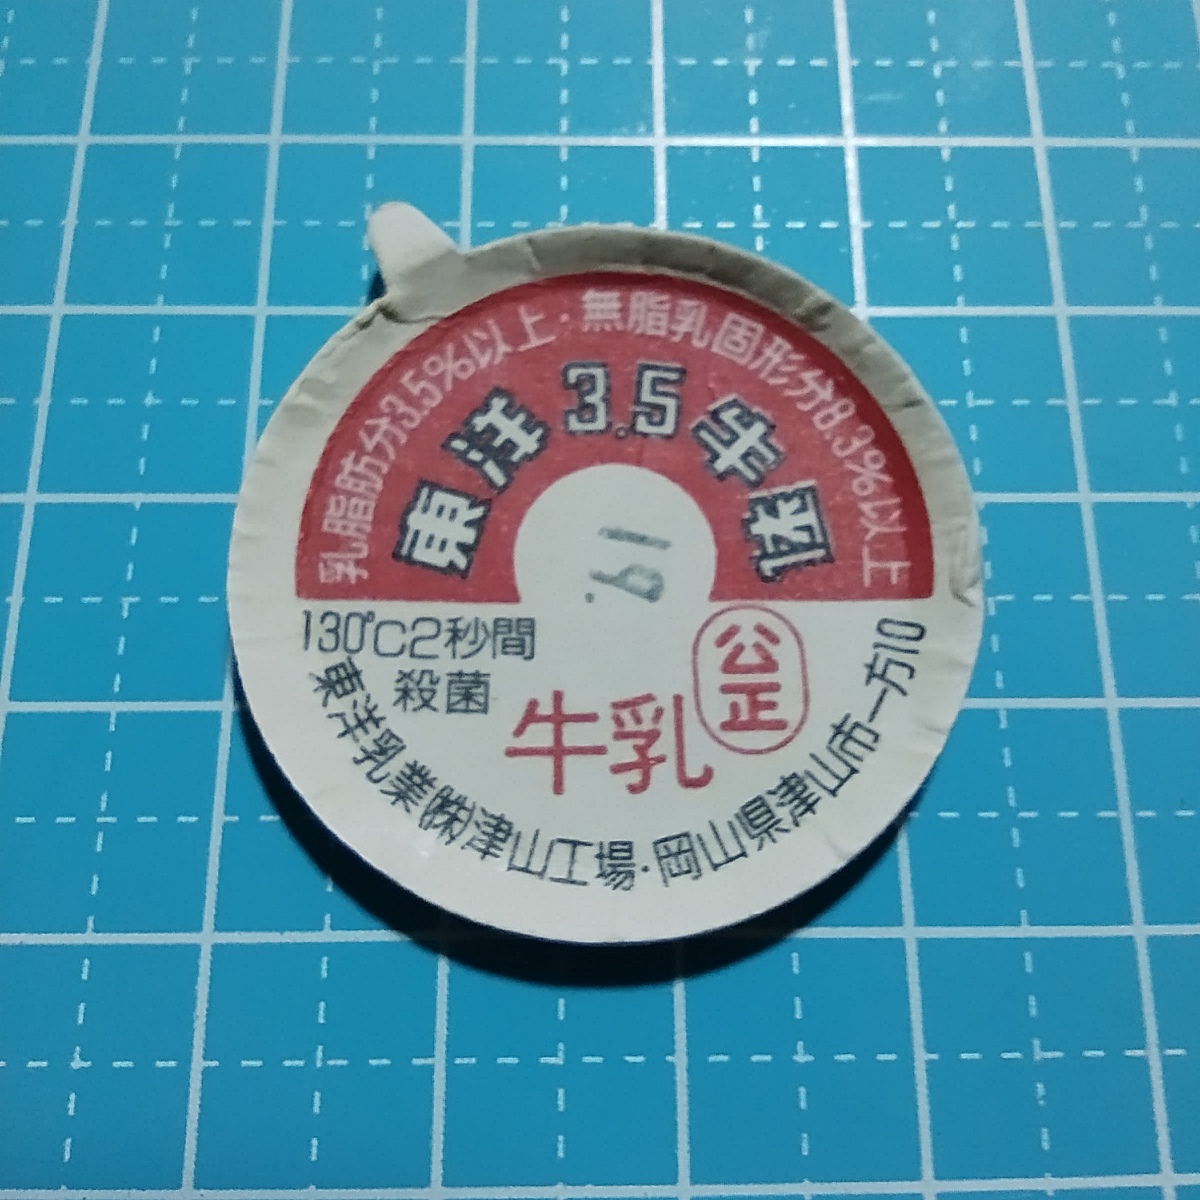 乳脂肪分3.5%以上・無脂乳固形分8.3%以上
東洋3.5牛乳
130℃2秒間
殺菌
公正
牛乳
東洋乳業㈱津山工場・岡山県津山市一方10